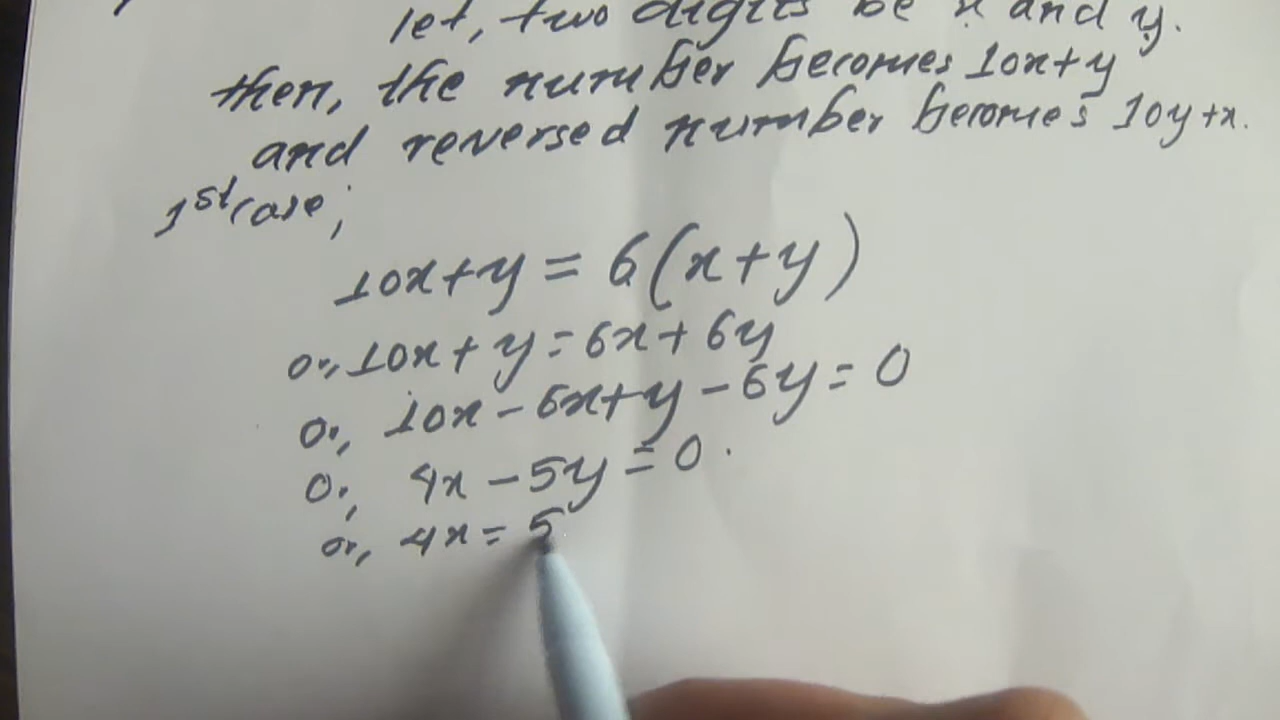 let, two digits be x and y.
then, the number becomes 10x+y
and reversed number becomes 10y+x.
1st case;
10x+y = 6(x+y)
or, 10x+y = 6x+6y
or, 10x-6x+y-6y = 0
or, 4x-5y = 0.
or, 4x = 5